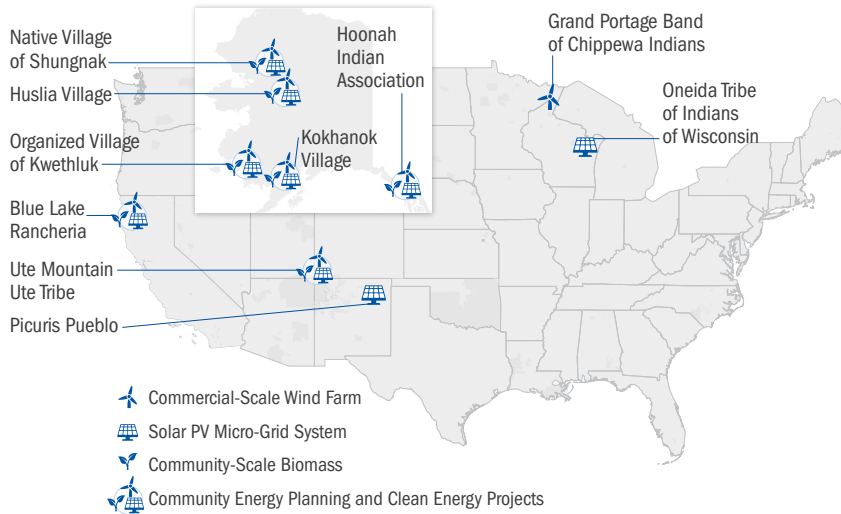 Native Village
of Shungnak
Huslia Village
Organized Village
of Kwethluk
Blue Lake
Rancheria
Ute Mountain
Ute Tribe
Picuris Pueblo
Hoonah
Indian
Association
Kokhanok
Village
Grand Portage Band
of Chippewa Indians
Oneida Tribe
of Indians
of Wisconsin
Commercial-Scale Wind Farm
Solar PV Micro-Grid System
Community-Scale Biomass
Community Energy Planning and Clean Energy Projects